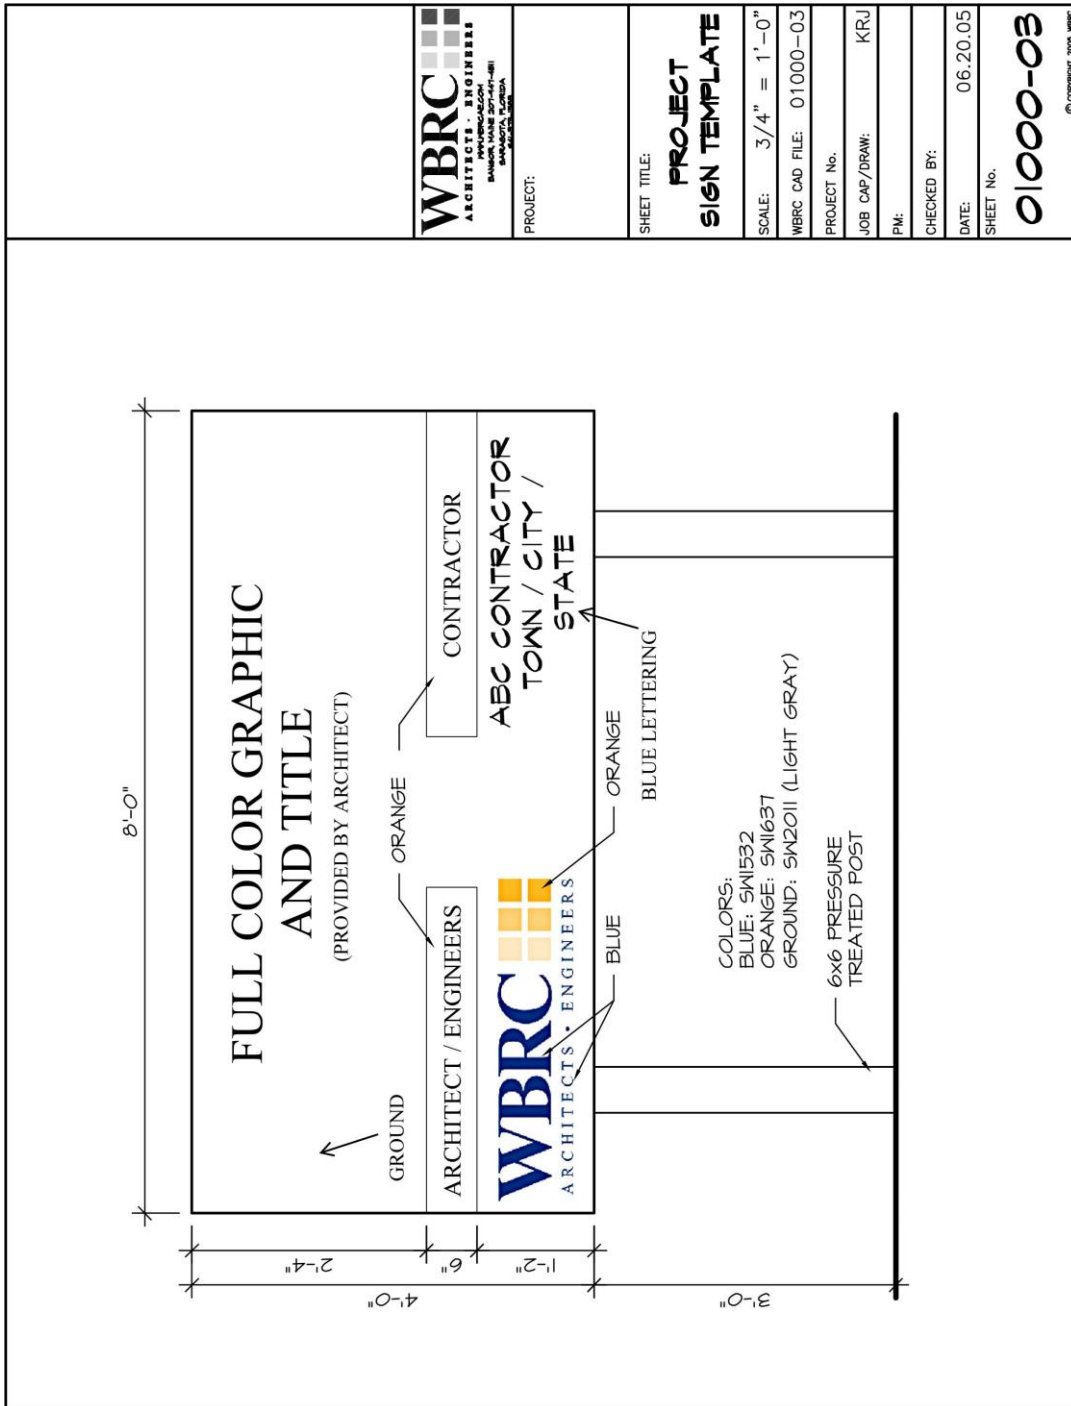 8'-0"
FULL COLOR GRAPHIC
AND TITLE
(PROVIDED BY ARCHITECT)
GROUND
ORANGE
ARCHITECT / ENGINEERS
CONTRACTOR
WBRC
ARCHITECTS • ENGINEERS
ABC CONTRACTOR
TOWN / CITY /
STATE
BLUE
ORANGE
BLUE LETTERING
2'-4"
6"
1'-2"
4'-0"
3'-0"
COLORS:
BLUE: SW1532
ORANGE: SW1637
GROUND: SW2011 (LIGHT GRAY)
6x6 PRESSURE
TREATED POST
WBRC
ARCHITECTS · ENGINEERS
BANGOR, MAINE
SARASOTA, FLORIDA
PROJECT:
SHEET TITLE:
PROJECT
SIGN TEMPLATE
SCALE: 3/4" = 1'-0"
WBRC CAD FILE: 01000-03
PROJECT No.
JOB CAP/DRAW: KRJ
PM:
CHECKED BY:
DATE: 06.20.05
SHEET No.
01000-03